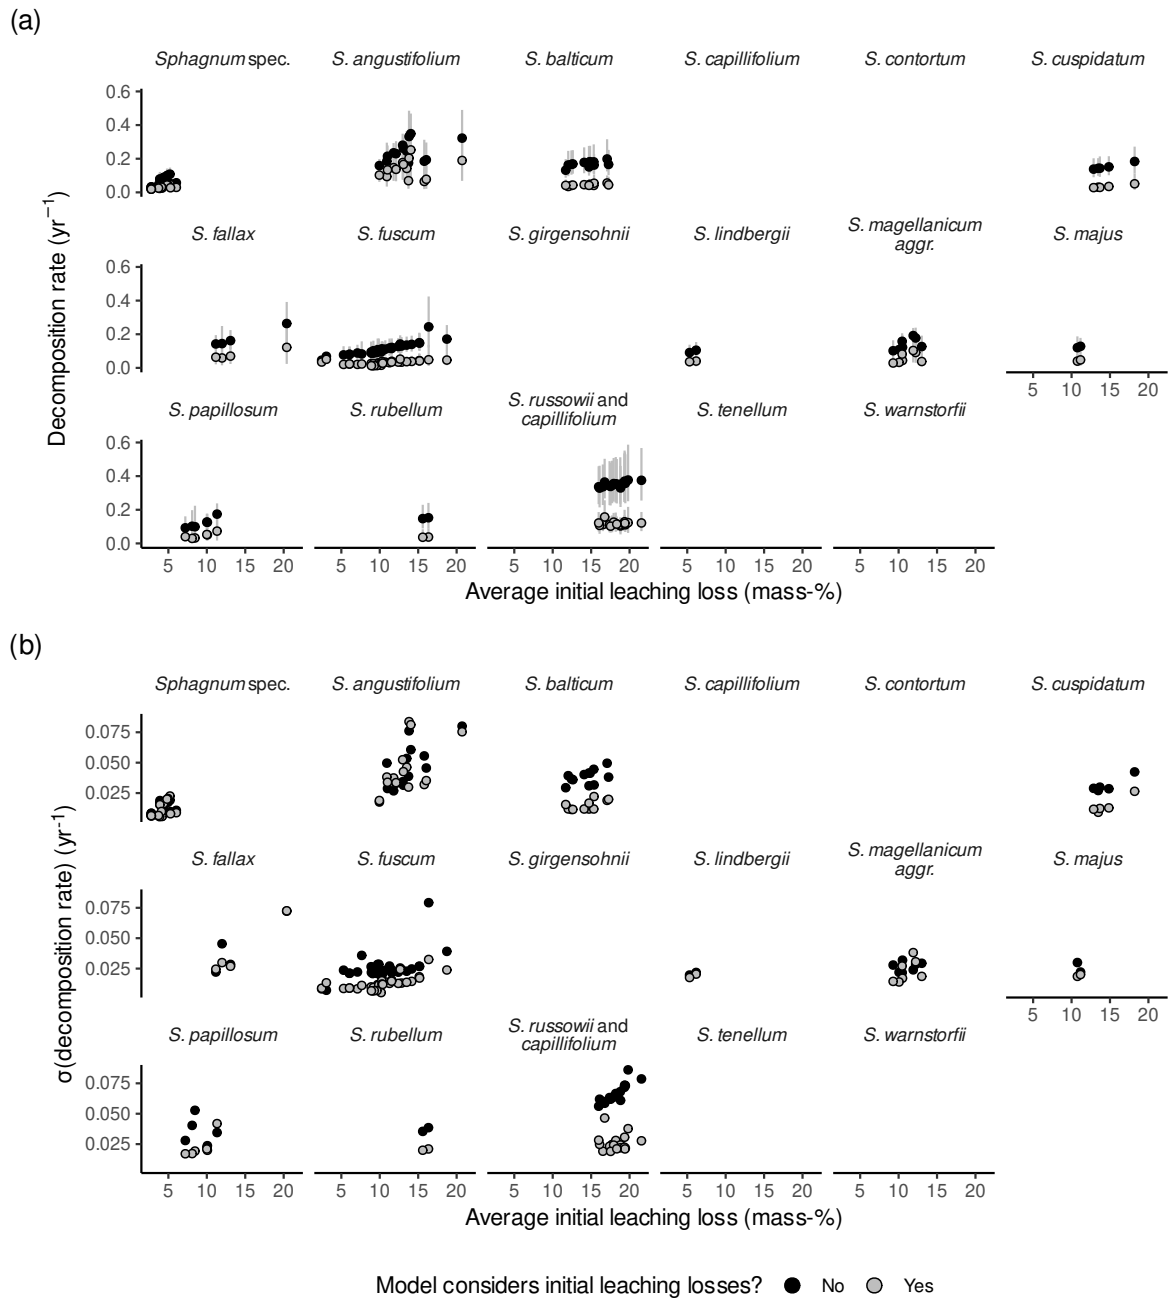 (a)
Sphagnum spec. S. angustifolium S. balticum S. capillifolium S. contortum S. cuspidatum
0.6
0.4
0.2
0.0
S. fallax S. fuscum S. girgensohnii S. lindbergii S. magellanicum aggr. S. majus
0.6
0.4
0.2
0.0
5 10 15 20
S. papillosum S. rubellum S. russowii and capillifolium S. tenellum S. warnstorfii
0.6
0.4
0.2
0.0
5 10 15 20 5 10 15 20 5 10 15 20 5 10 15 20 5 10 15 20
Decomposition rate (yr⁻¹)
Average initial leaching loss (mass-%)
(b)
Sphagnum spec. S. angustifolium S. balticum S. capillifolium S. contortum S. cuspidatum
0.075
0.050
0.025
S. fallax S. fuscum S. girgensohnii S. lindbergii S. magellanicum aggr. S. majus
0.075
0.050
0.025
5 10 15 20
S. papillosum S. rubellum S. russowii and capillifolium S. tenellum S. warnstorfii
0.075
0.050
0.025
5 10 15 20 5 10 15 20 5 10 15 20 5 10 15 20 5 10 15 20
σ(decomposition rate) (yr⁻¹)
Average initial leaching loss (mass-%)
Model considers initial leaching losses? No Yes